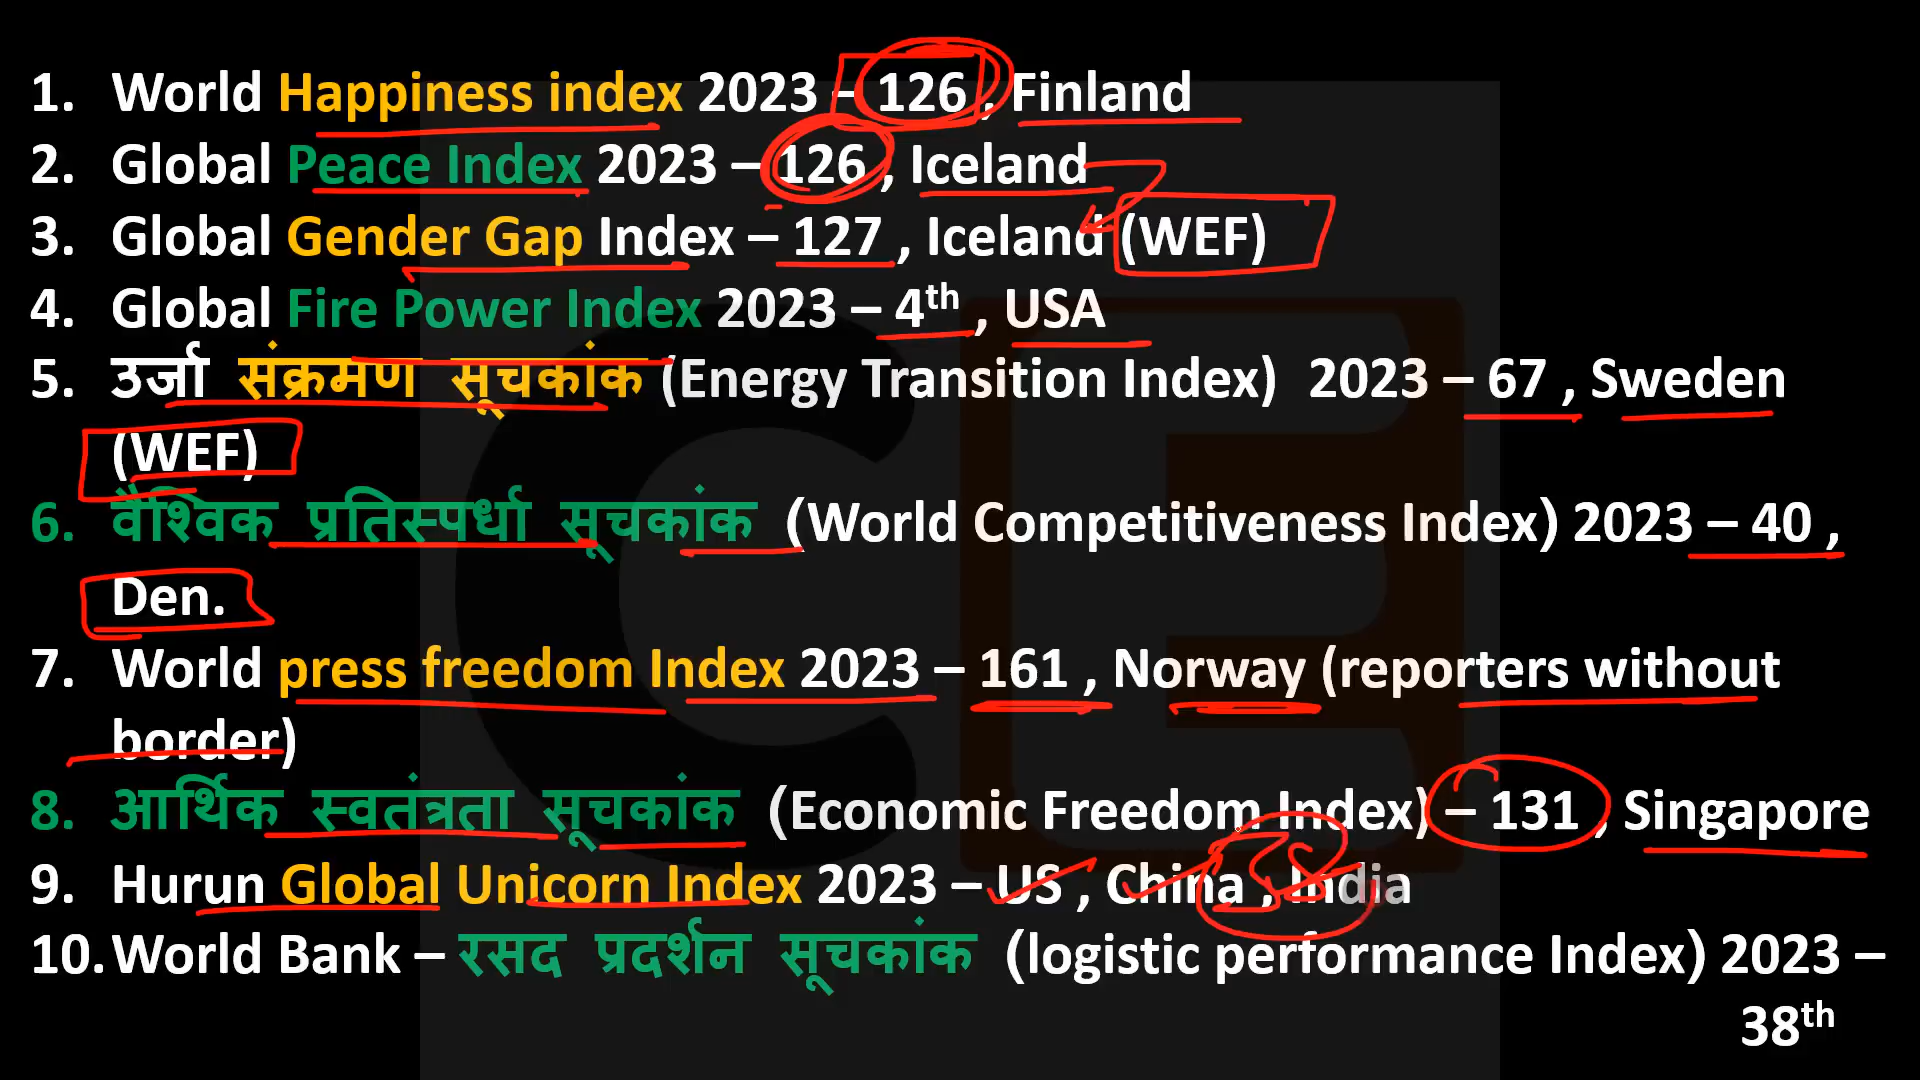 1. World Happiness index 2023 – 126 , Finland
2. Global Peace Index 2023 – 126 , Iceland
3. Global Gender Gap Index – 127 , Iceland (WEF)
4. Global Fire Power Index 2023 – 4th , USA
5. उर्जा संक्रमण सूचकांक (Energy Transition Index) 2023 – 67 , Sweden
(WEF)
6. वैश्विक प्रतिस्पर्धा सूचकांक (World Competitiveness Index) 2023 – 40 ,
Den.
7. World press freedom Index 2023 – 161 , Norway (reporters without
border)
8. आर्थिक स्वतंत्रता सूचकांक (Economic Freedom Index) – 131 , Singapore
9. Hurun Global Unicorn Index 2023 – US , China , India
10. World Bank – रसद प्रदर्शन सूचकांक (logistic performance Index) 2023 –
38th